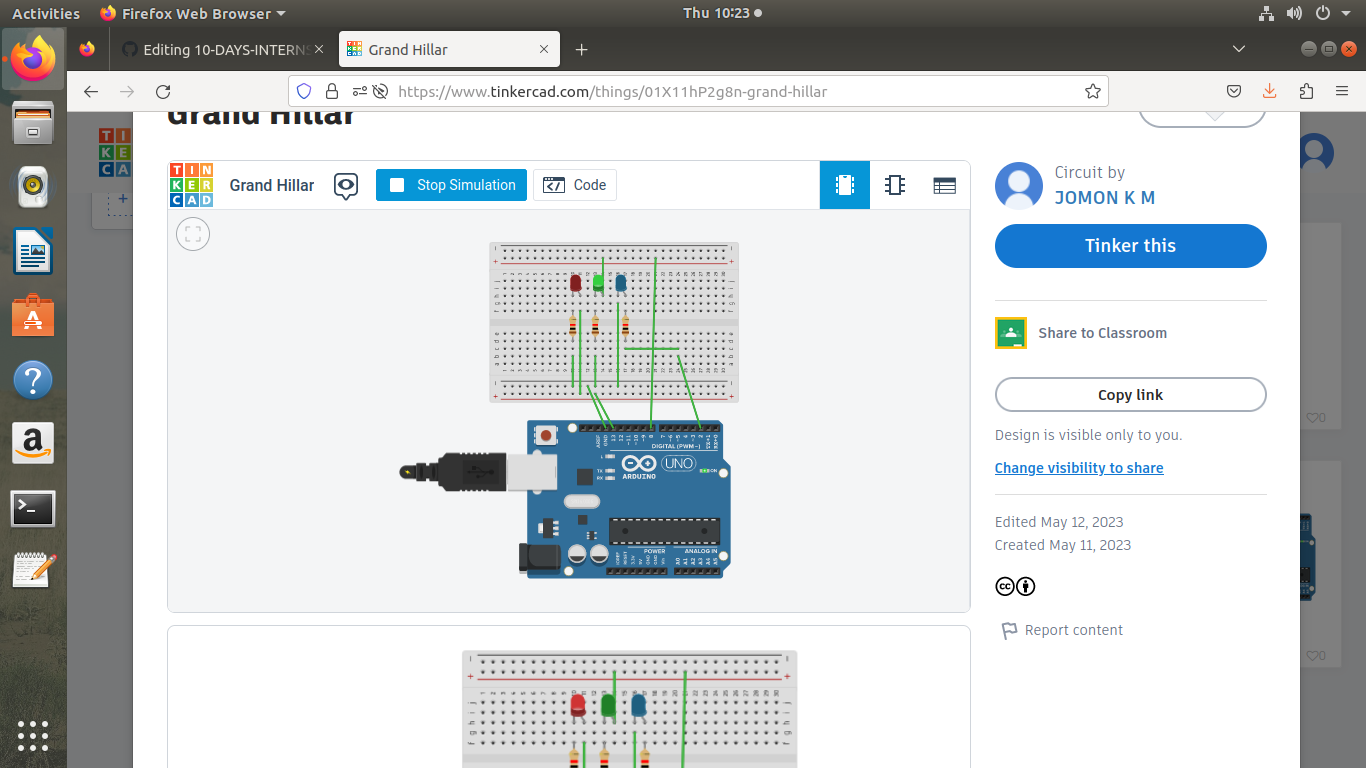 Activities
Firefox Web Browser
Thu 10:23
Editing 10-DAYS-INTERNS
Grand Hillar
https://www.tinkercad.com/things/01X11hP2g8n-grand-hillar
Grand Hillar
TIN
KER
CAD
Grand Hillar
Stop Simulation
Code
Circuit by
JOMON K M
Tinker this
Share to Classroom
Copy link
Design is visible only to you.
Change visibility to share
Edited May 12, 2023
Created May 11, 2023
Report content
DIGITAL (PWM~)
UNO
ARDUINO
POWER
ANALOG IN
0
0